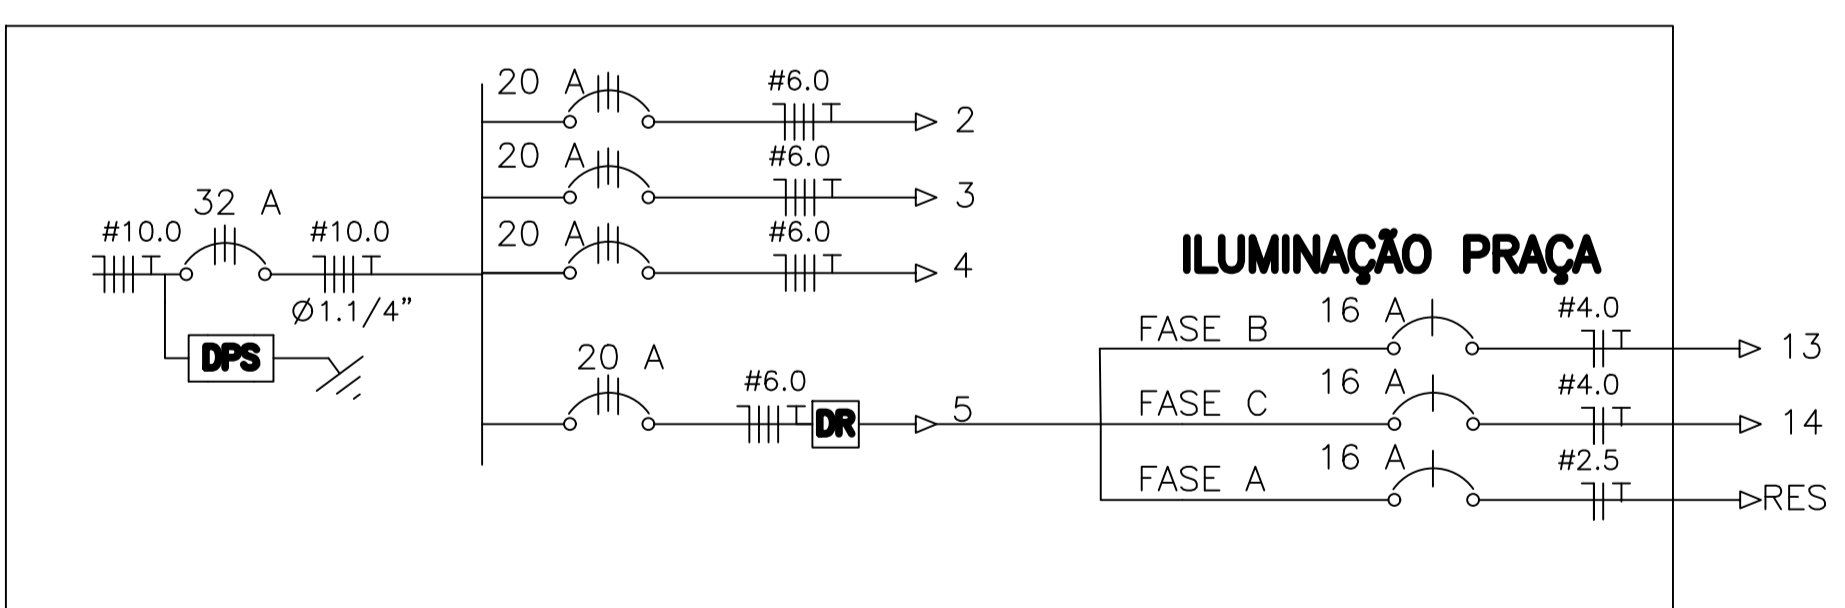 20 A
#6.0
2
20 A
#6.0
3
32 A
#10.0
#10.0
20 A
#6.0
4
Ø1.1/4"
DPS
ILUMINAÇÃO PRAÇA
FASE B
16 A
#4.0
13
20 A
#6.0
DR
5
FASE C
16 A
#4.0
14
FASE A
16 A
#2.5
RES